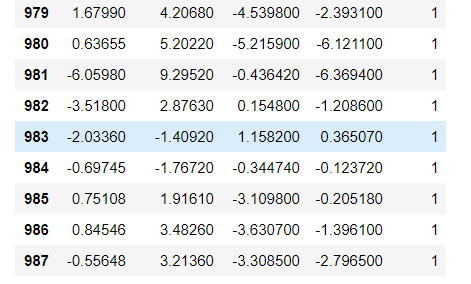 979 1.67990 4.20680 -4.539800 -2.393100 1
980 0.63655 5.20220 -5.215900 -6.121100 1
981 -6.05980 9.29520 -0.436420 -6.369400 1
982 -3.51800 2.87630 0.154800 -1.208600 1
983 -2.03360 -1.40920 1.158200 0.365070 1
984 -0.69745 -1.76720 -0.344740 -0.123720 1
985 0.75108 1.91610 -3.109800 -0.205180 1
986 0.84546 3.48260 -3.630700 -1.396100 1
987 -0.55648 3.21360 -3.308500 -2.796500 1